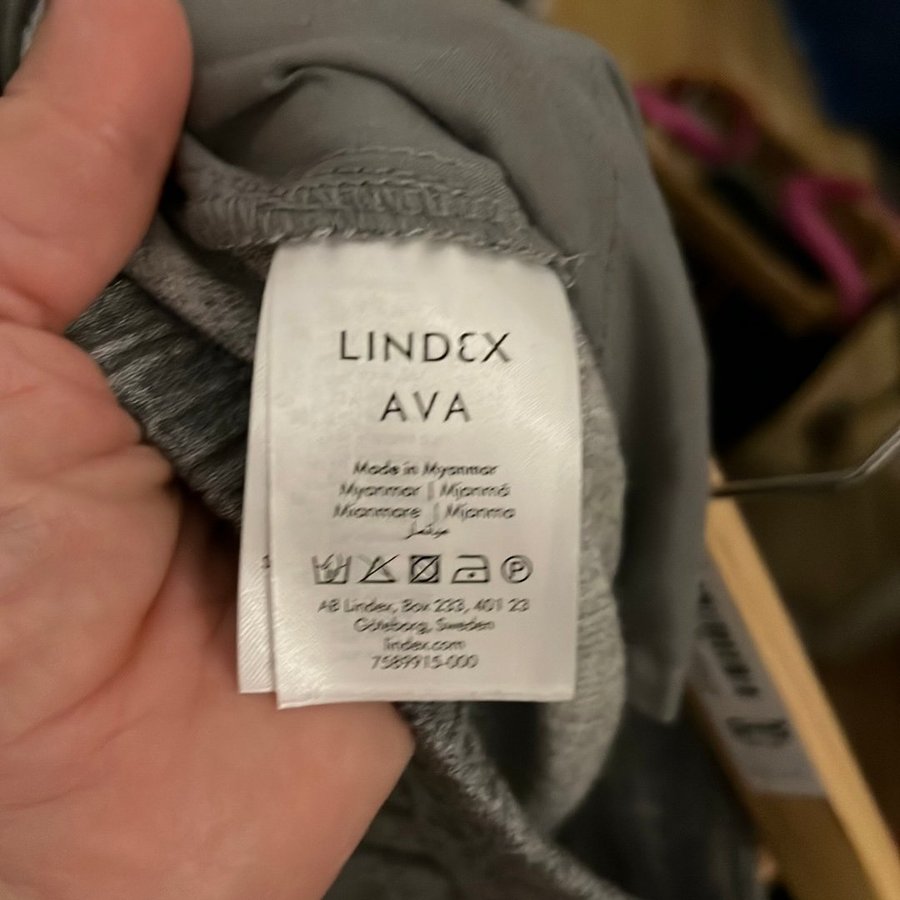 LINDEX
AVA
Made in Myanmar
Myanmar | Mjanmá
Mianmare | Mjanma
ميانمار
P
AB Lindex, Box 233, 401 23
Göteborg, Sweden
lindex.com
7589915-000